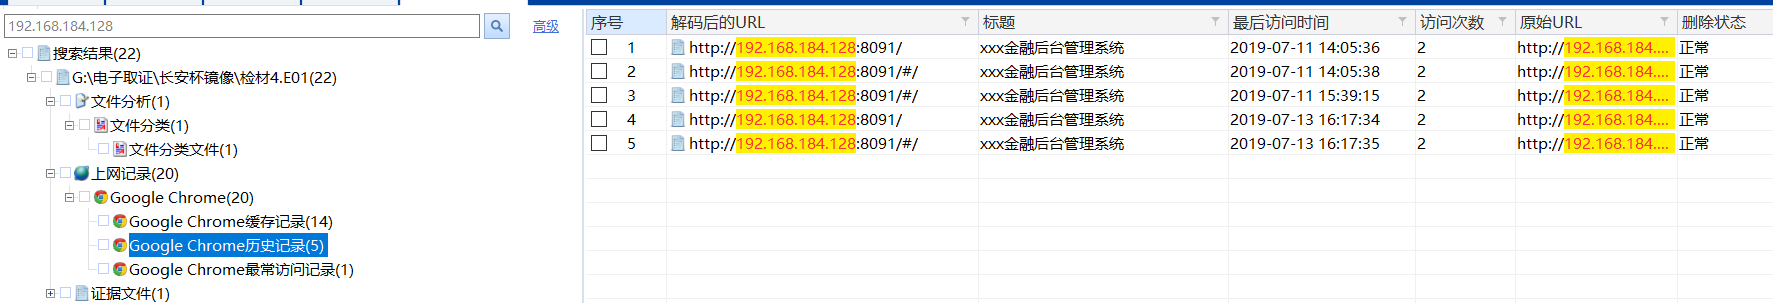 192.168.184.128
高级
搜索结果(22)
G:\电子取证\长安杯镜像\检材4.E01(22)
文件分析(1)
文件分类(1)
文件分类文件(1)
上网记录(20)
Google Chrome(20)
Google Chrome缓存记录(14)
Google Chrome历史记录(5)
Google Chrome最常访问记录(1)
证据文件(1)
序号 解码后的URL 标题 最后访问时间 访问次数 原始URL 删除状态
1 http://192.168.184.128:8091/ xxx金融后台管理系统 2019-07-11 14:05:36 2 http://192.168.184.... 正常
2 http://192.168.184.128:8091/#/ xxx金融后台管理系统 2019-07-11 14:05:38 2 http://192.168.184.... 正常
3 http://192.168.184.128:8091/#/ xxx金融后台管理系统 2019-07-11 15:39:15 2 http://192.168.184.... 正常
4 http://192.168.184.128:8091/ xxx金融后台管理系统 2019-07-13 16:17:34 2 http://192.168.184.... 正常
5 http://192.168.184.128:8091/#/ xxx金融后台管理系统 2019-07-13 16:17:35 2 http://192.168.184.... 正常